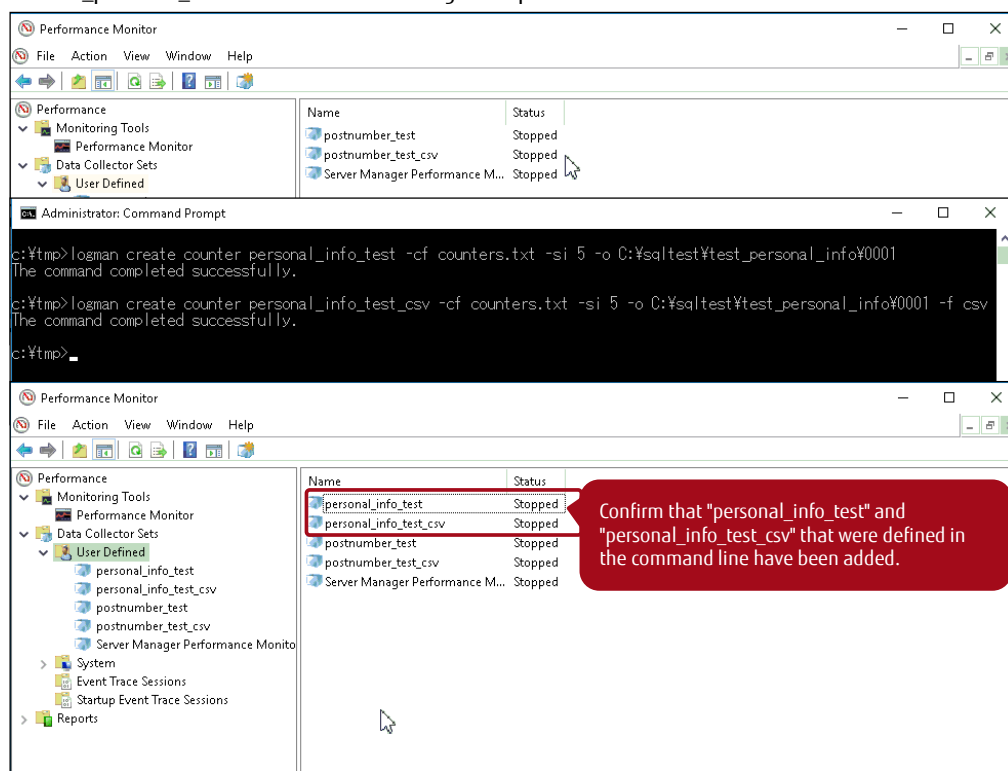 Performance Monitor
File Action View Window Help
Performance
Monitoring Tools
Performance Monitor
Data Collector Sets
User Defined
Name Status
postnumber_test Stopped
postnumber_test_csv Stopped
Server Manager Performance M... Stopped
Administrator: Command Prompt
c:¥tmp>logman create counter personal_info_test -cf counters.txt -si 5 -o C:¥sqltest¥test_personal_info¥0001
The command completed successfully.
c:¥tmp>logman create counter personal_info_test_csv -cf counters.txt -si 5 -o C:¥sqltest¥test_personal_info¥0001 -f csv
The command completed successfully.
c:¥tmp>
Performance Monitor
File Action View Window Help
Performance
Monitoring Tools
Performance Monitor
Data Collector Sets
User Defined
personal_info_test
personal_info_test_csv
postnumber_test
postnumber_test_csv
Server Manager Performance Monito
System
Event Trace Sessions
Startup Event Trace Sessions
Reports
Name Status
personal_info_test Stopped
personal_info_test_csv Stopped
postnumber_test Stopped
postnumber_test_csv Stopped
Server Manager Performance M... Stopped
Confirm that "personal_info_test" and
"personal_info_test_csv" that were defined in
the command line have been added.